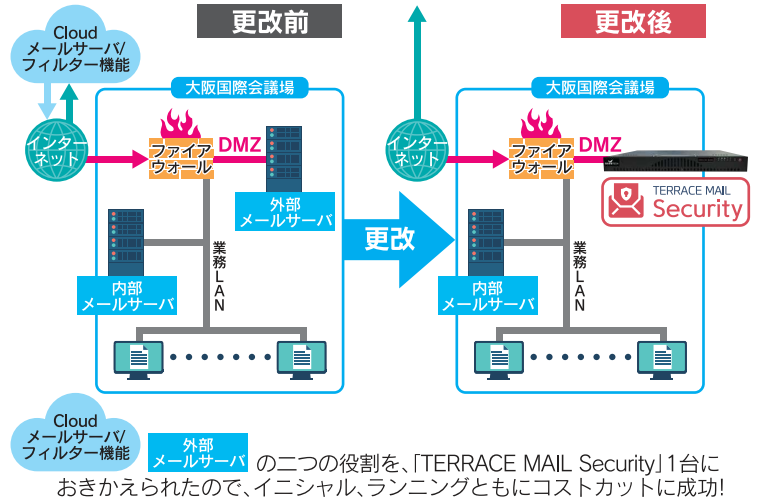 更改前
更改後
Cloud
メールサーバ/
フィルター機能
大阪国際会議場
インター
ネット
ファイア
ウォール
DMZ
外部
メールサーバ
内部
メールサーバ
業務LAN
更改
大阪国際会議場
インター
ネット
ファイア
ウォール
DMZ
TERRACE MAIL
Security
内部
メールサーバ
業務LAN
Cloud
メールサーバ/
フィルター機能
外部
メールサーバ
の二つの役割を、「TERRACE MAIL Security」1台に
おきかえられたので、イニシャル、ランニングともにコストカットに成功!